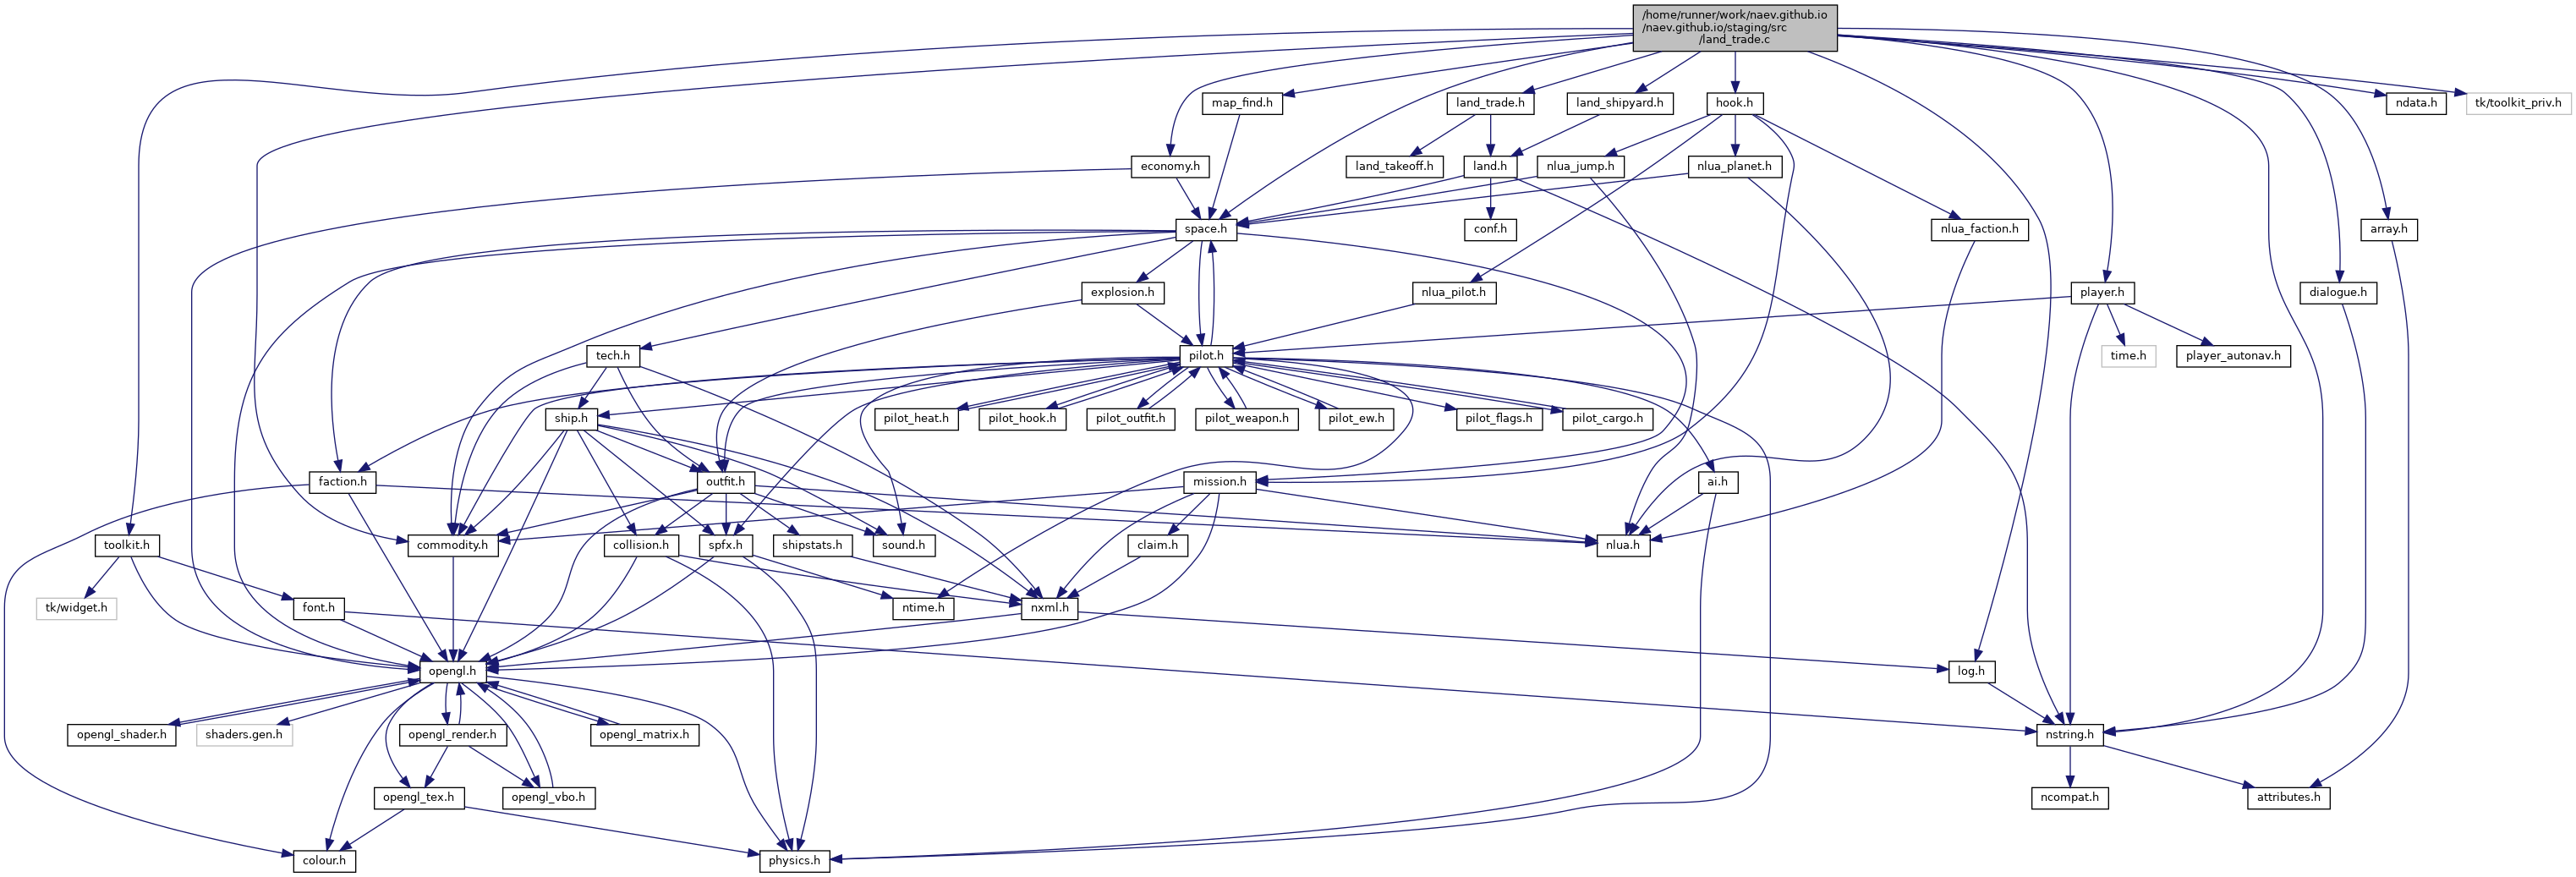 /home/runner/work/naev.github.io
/naev.github.io/staging/src
/land_trade.c
map_find.h
land_trade.h
land_shipyard.h
hook.h
ndata.h
tk/toolkit_priv.h
economy.h
land_takeoff.h
land.h
nlua_jump.h
nlua_planet.h
space.h
conf.h
nlua_faction.h
array.h
explosion.h
nlua_pilot.h
player.h
dialogue.h
tech.h
pilot.h
time.h
player_autonav.h
ship.h
pilot_heat.h
pilot_hook.h
pilot_outfit.h
pilot_weapon.h
pilot_ew.h
pilot_flags.h
pilot_cargo.h
faction.h
outfit.h
mission.h
ai.h
toolkit.h
commodity.h
collision.h
spfx.h
shipstats.h
sound.h
claim.h
nlua.h
tk/widget.h
font.h
ntime.h
nxml.h
opengl.h
log.h
opengl_shader.h
shaders.gen.h
opengl_render.h
opengl_matrix.h
nstring.h
opengl_tex.h
opengl_vbo.h
ncompat.h
attributes.h
colour.h
physics.h